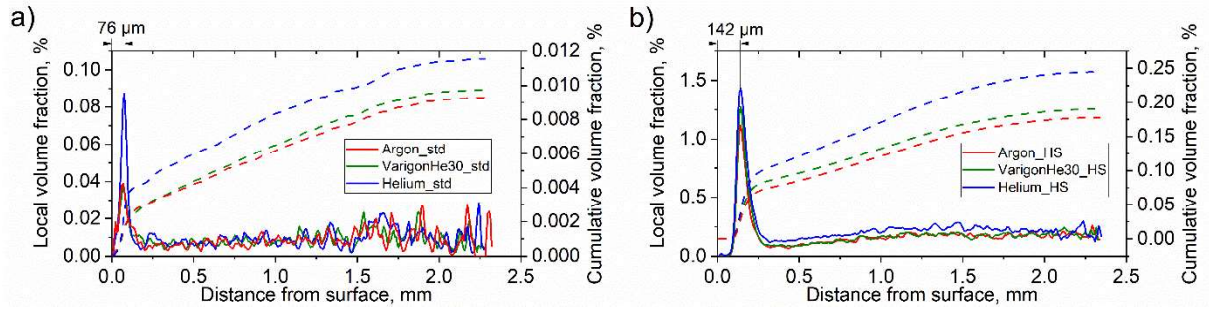 a)
76 µm
Local volume fraction, %
0.10
0.08
0.06
0.04
0.02
0.00
0.012
0.010
0.008
0.006
0.004
0.002
0.000
Cumulative volume fraction, %
Argon_std
VarigonHe30_std
Helium_std
0.0 0.5 1.0 1.5 2.0 2.5
Distance from surface, mm
b)
142 µm
Local volume fraction, %
1.5
1.0
0.5
0.0
0.25
0.20
0.15
0.10
0.05
0.00
Cumulative volume fraction, %
Argon_HS
VarigonHe30_HS
Helium_HS
0.0 0.5 1.0 1.5 2.0 2.5
Distance from surface, mm